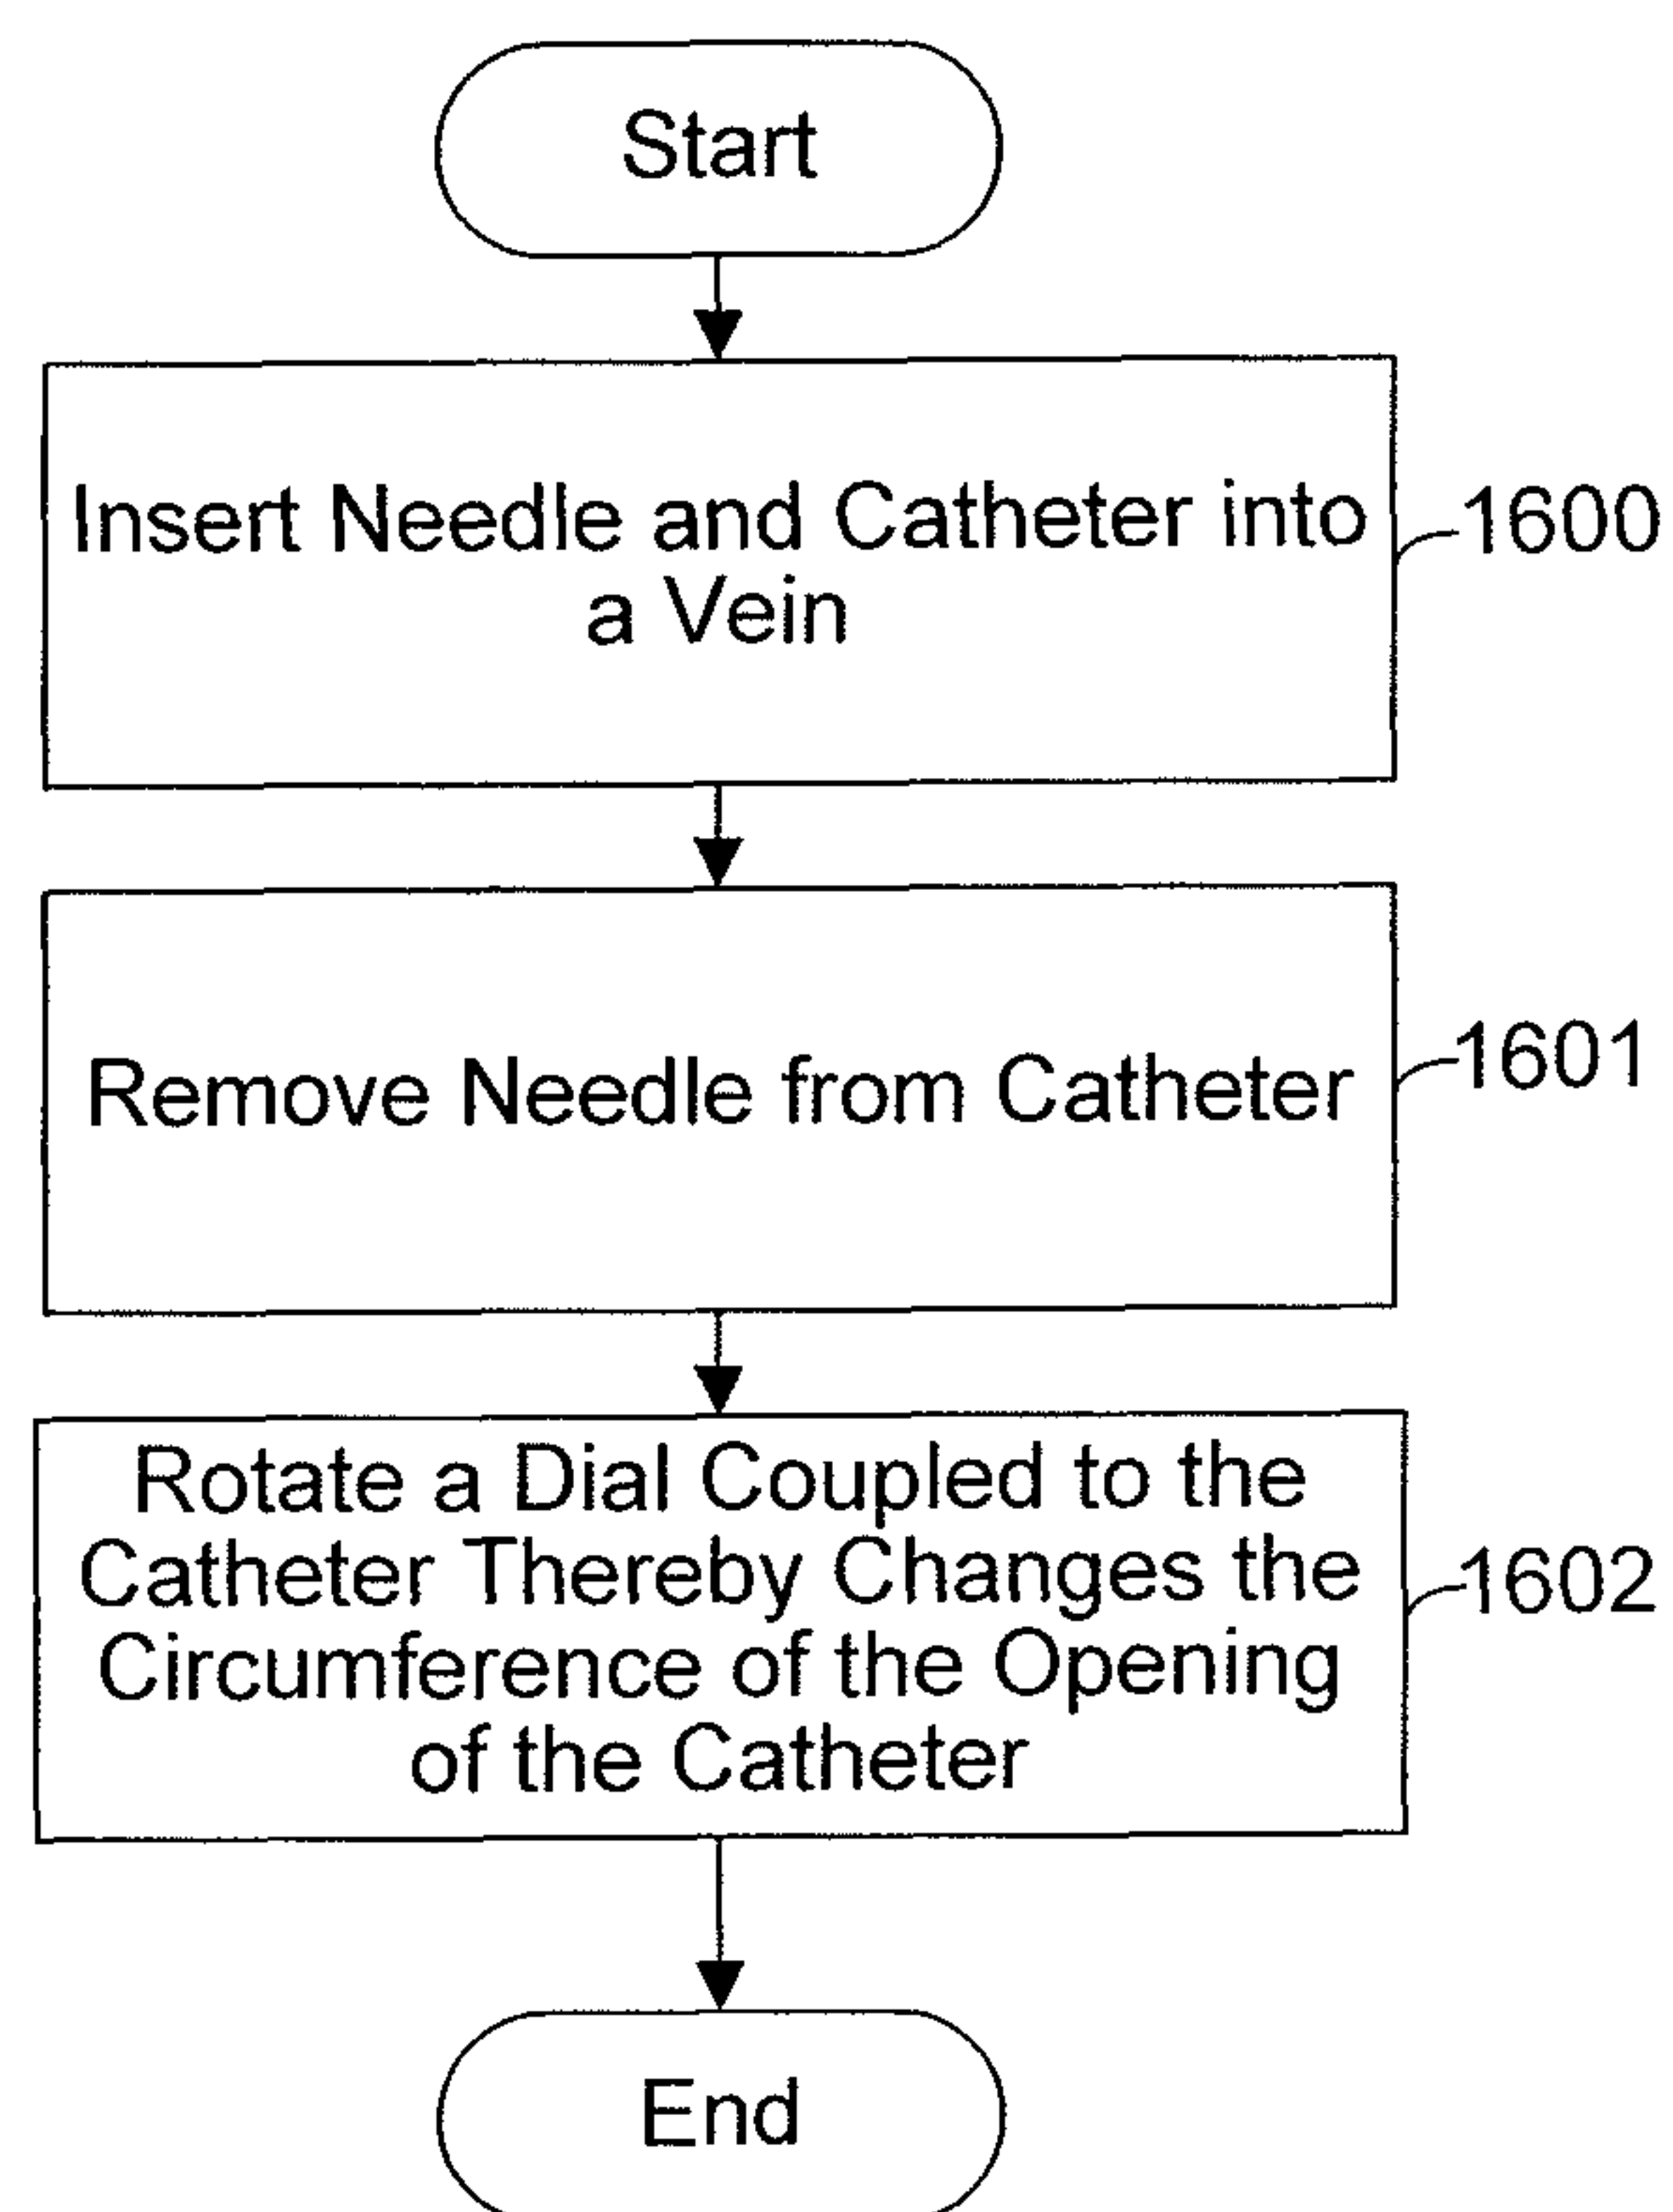 Start
Insert Needle and Catheter into
a Vein
1600
Remove Needle from Catheter
1601
Rotate a Dial Coupled to the
Catheter Thereby Changes the
Circumference of the Opening
of the Catheter
1602
End